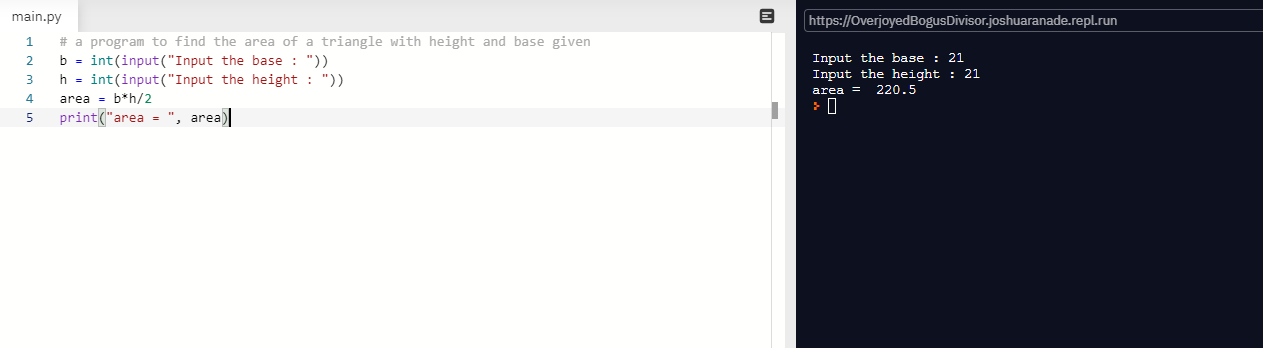 main.py
1 # a program to find the area of a triangle with height and base given
2 b = int(input("Input the base : "))
3 h = int(input("Input the height : "))
4 area = b*h/2
5 print("area = ", area)
https://OverjoyedBogusDivisor.joshuaranade.repl.run
Input the base : 21
Input the height : 21
area =  220.5